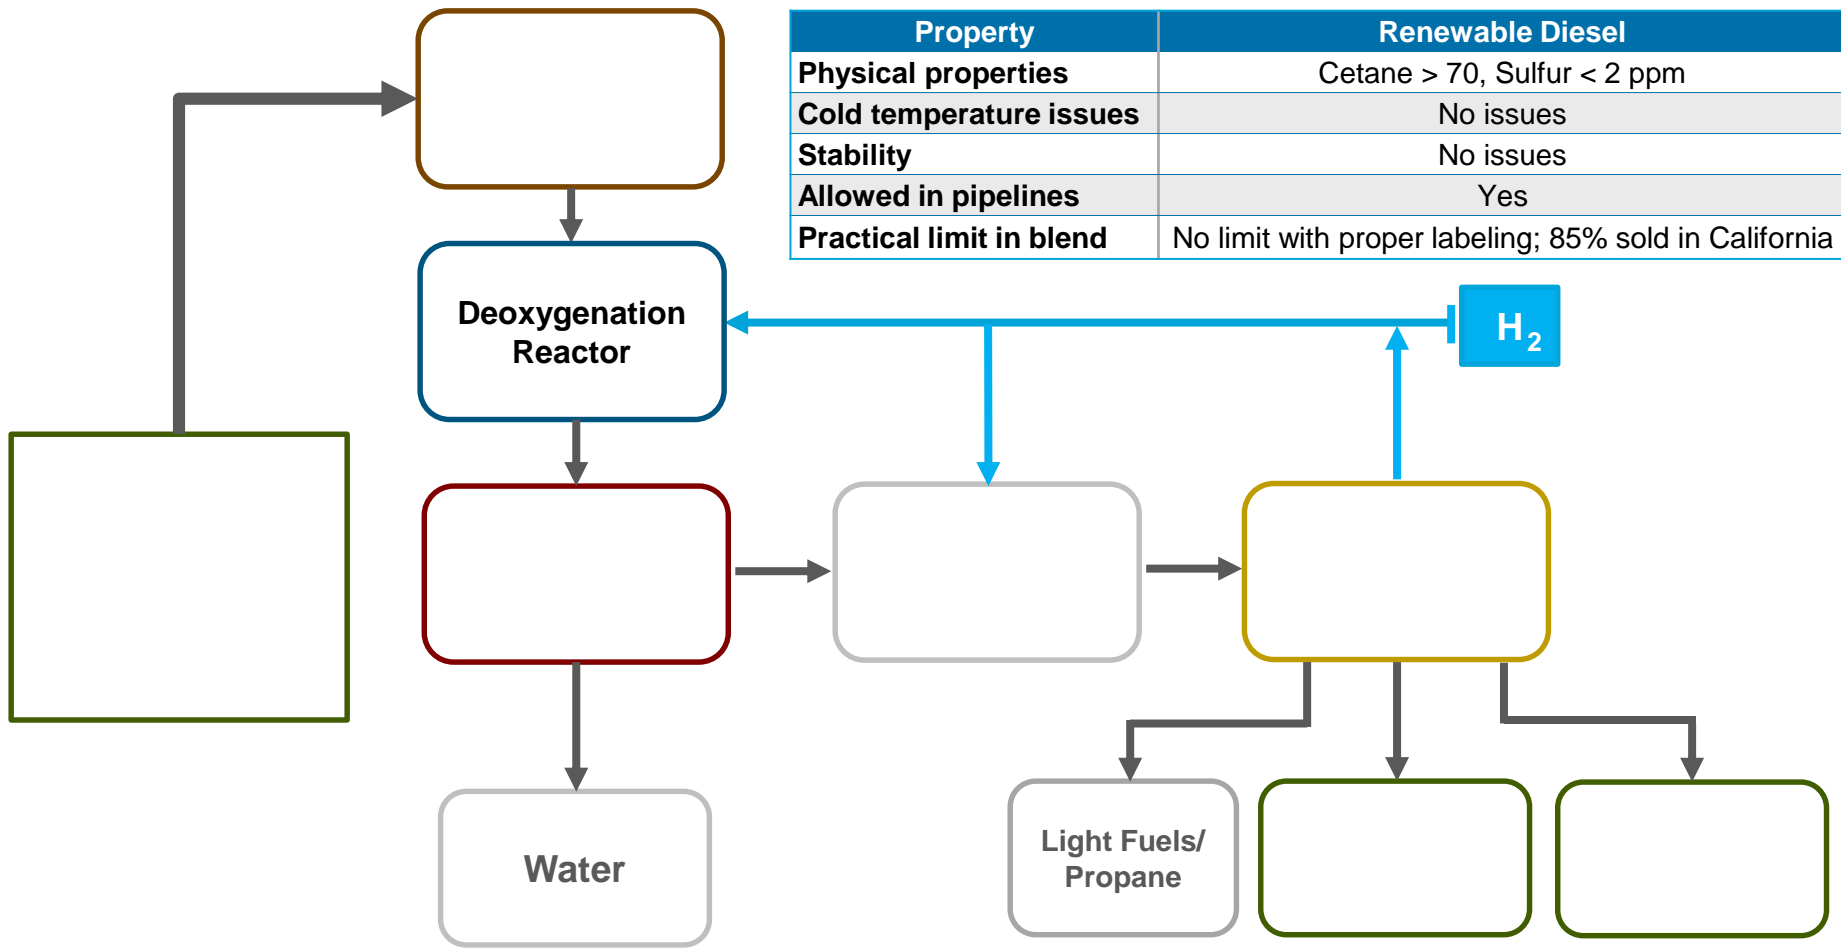 Property Renewable Diesel
Physical properties Cetane > 70, Sulfur < 2 ppm
Cold temperature issues No issues
Stability No issues
Allowed in pipelines Yes
Practical limit in blend No limit with proper labeling; 85% sold in California
Deoxygenation
Reactor
H2
Water
Light Fuels/
Propane